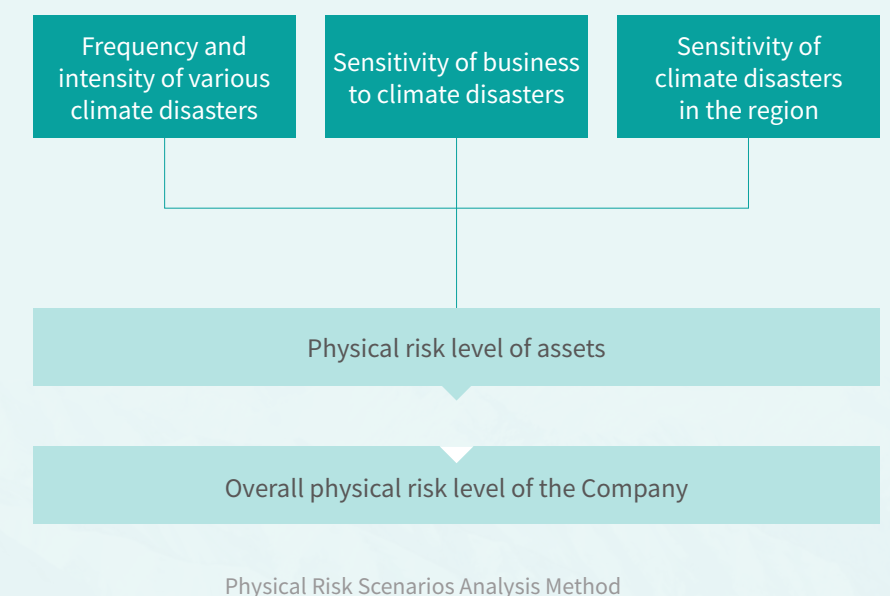 Frequency and
intensity of various
climate disasters
Sensitivity of business
to climate disasters
Sensitivity of
climate disasters
in the region
Physical risk level of assets
Overall physical risk level of the Company
Physical Risk Scenarios Analysis Method